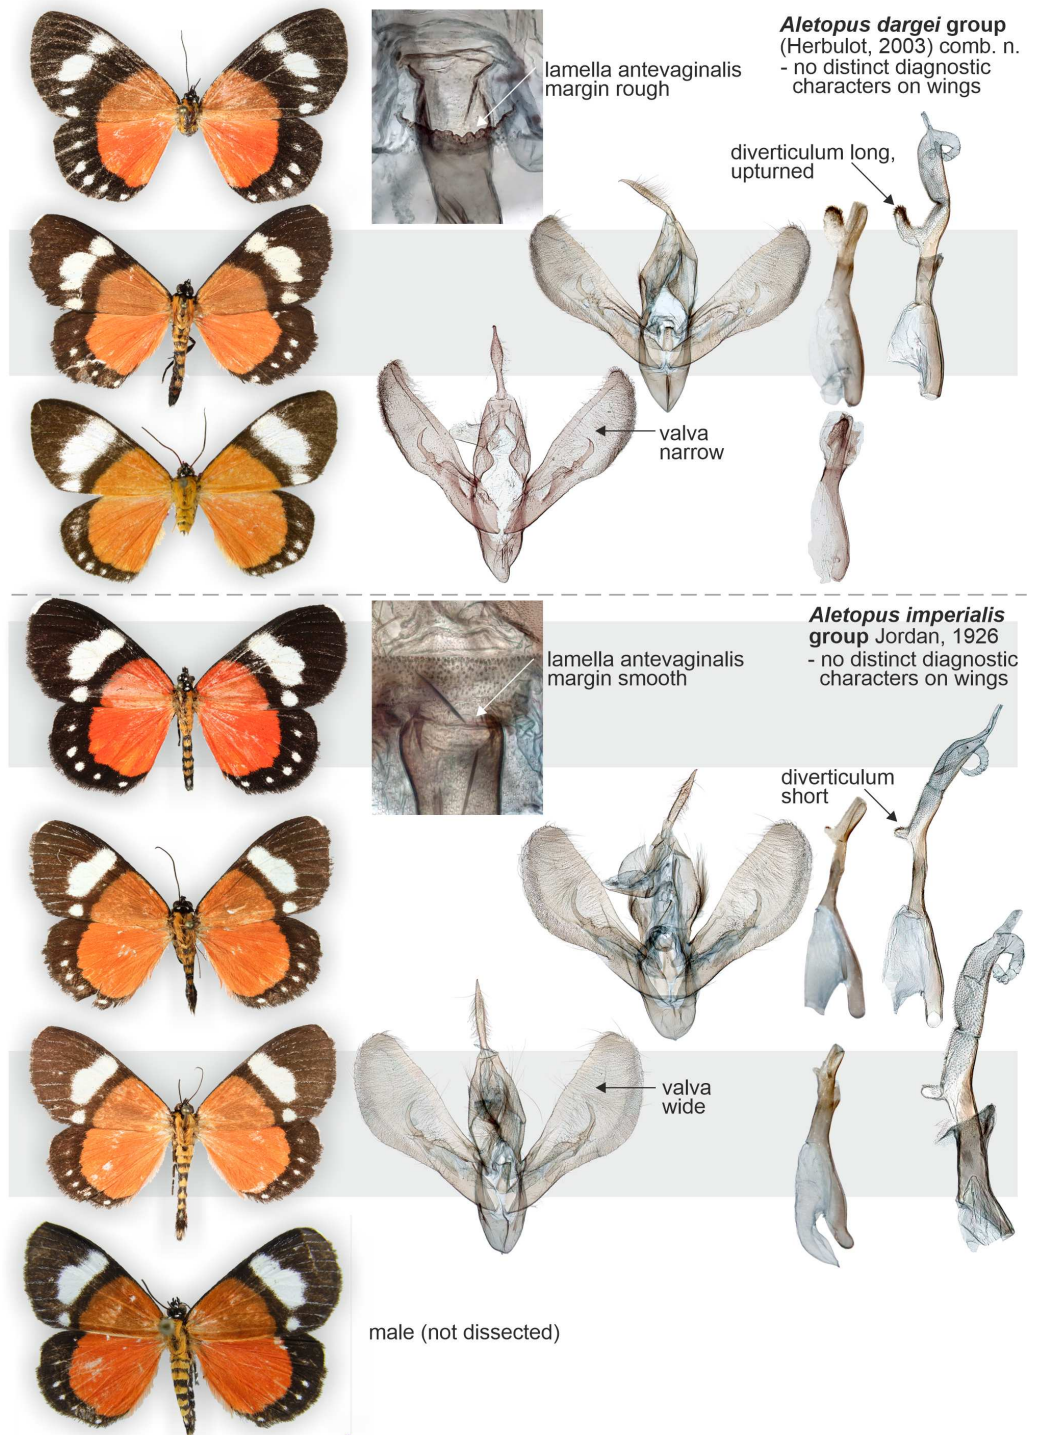 Aletopus dargei group
(Herbulot, 2003) comb. n.
- no distinct diagnostic
characters on wings
lamella antevaginalis
margin rough
diverticulum long,
upturned
valva
narrow
Aletopus imperialis
group Jordan, 1926
- no distinct diagnostic
characters on wings
lamella antevaginalis
margin smooth
diverticulum
short
valva
wide
male (not dissected)